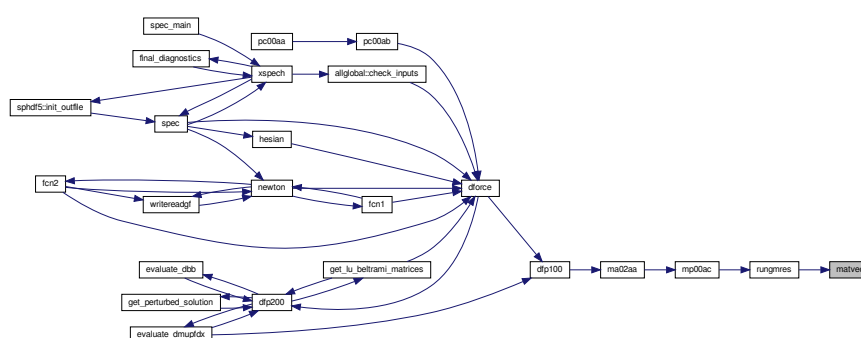 spec_main
pc00aa
pc00ab
final_diagnostics
xspech
allglobal::check_inputs
sphdf5::init_outfile
spec
hesian
fcn2
newton
dforce
writereadgf
fcn1
evaluate_dbb
get_lu_beltrami_matrices
dfp100
ma02aa
mp00ac
rungmres
matvec
get_perturbed_solution
dfp200
evaluate_dmupfdx